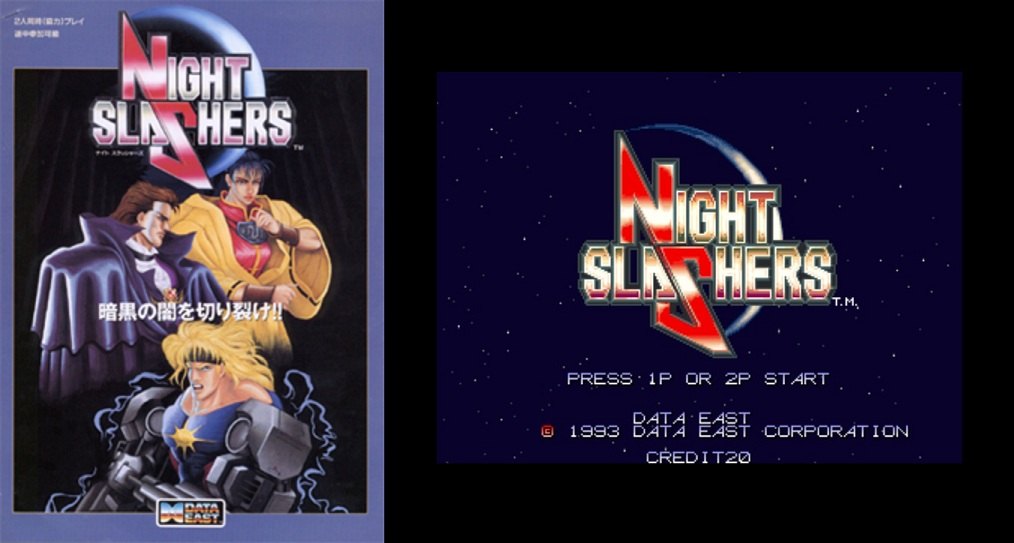 2人同時(協力)プレイ
途中参加可能
NIGHT
SLASHERS
TM
ナイト スラッシャーズ
暗黒の闇を切り裂け!!
DATA
EAST
NIGHT
SLASHERS
T.M.
PRESS 1P OR 2P START
DATA EAST
© 1993 DATA EAST CORPORATION
CREDIT20